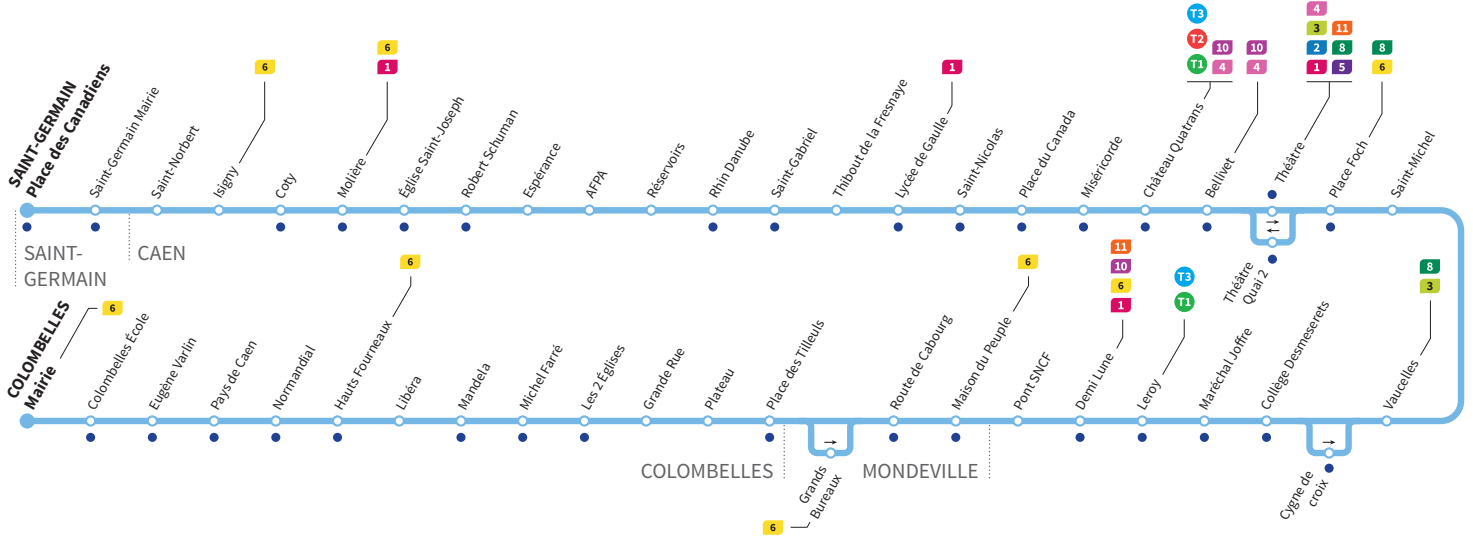 SAINT-GERMAIN
Place des Canadiens
Saint-Germain Mairie
Saint-Norbert
Isigny
6
Coty
Molière
6
1
Église Saint-Joseph
Robert Schuman
Espérance
AFPA
Réservoirs
Rhin Danube
Saint-Gabriel
Thibout de la Fresnaye
Lycée de Gaulle
1
Saint-Nicolas
Place du Canada
Miséricorde
Château Quatrans
T3
T2
10
T1
4
Bellivet
10
4
Théâtre
4
3
11
2
8
1
5
Place Foch
8
6
Saint-Michel
SAINT-
GERMAIN
CAEN
Théâtre
Quai 2
→
←
COLOMBELLES
Mairie
6
Colombelles École
Eugène Varlin
Pays de Caen
Normandial
Hauts Fourneaux
6
Libéra
Mandela
Michel Farré
Les 2 Églises
Grande Rue
Plateau
Place des Tilleuls
Grands
Bureaux
→
6
Route de Cabourg
Maison du Peuple
6
Pont SNCF
Demi Lune
11
10
6
1
Leroy
T3
T1
Maréchal Joffre
Collège Desmeserets
Cygne de
croix
→
Vaucelles
8
3
COLOMBELLES
MONDEVILLE